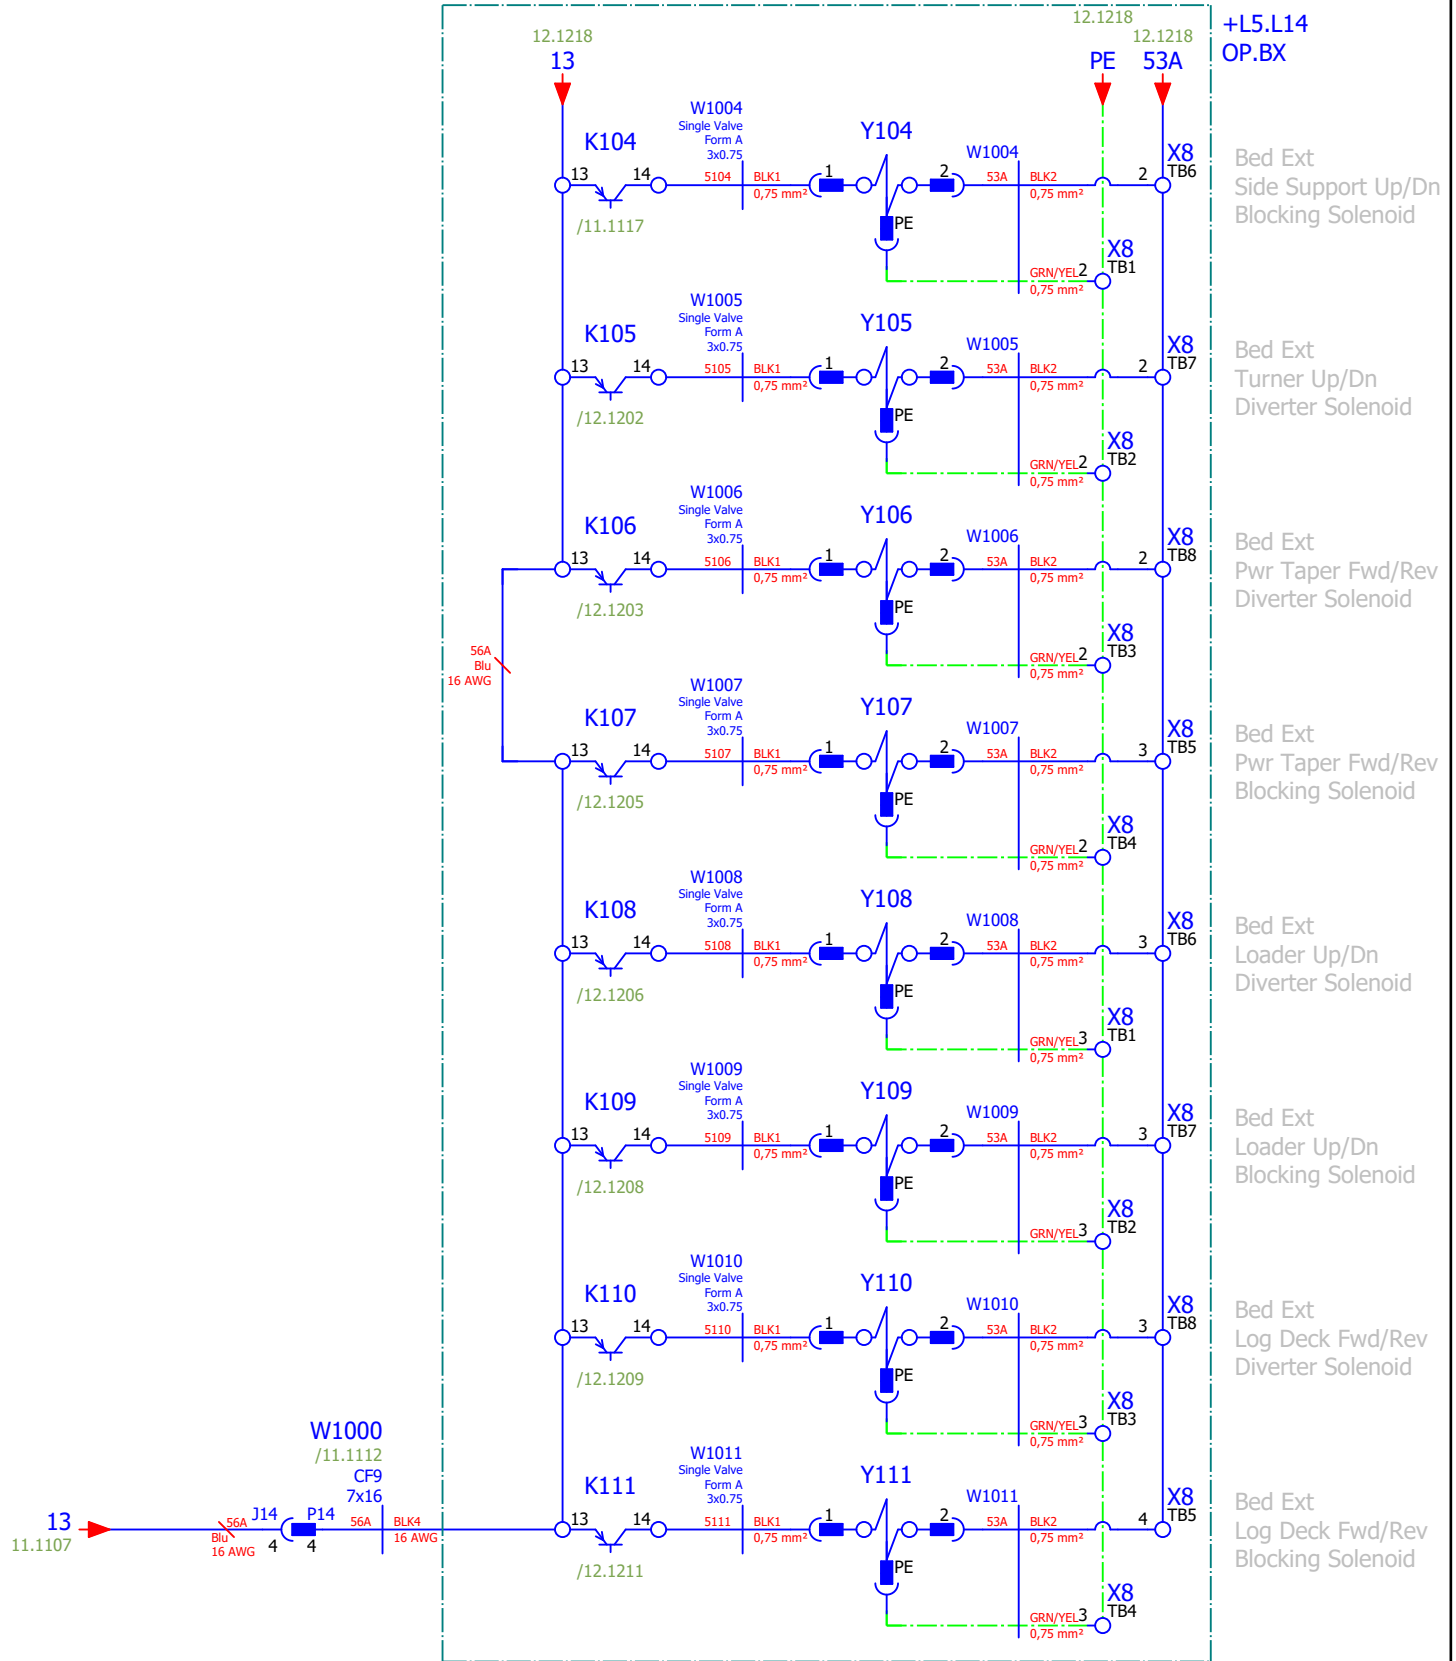 12.1218
13
12.1218
PE
12.1218
53A
+L5.L14
OP.BX
K104
13
14
/11.1117
W1004
Single Valve
Form A
3x0.75
5104
BLK1
0,75 mm²
Y104
1
2
PE
W1004
53A
BLK2
0,75 mm²
2
X8
TB6
GRN/YEL
0,75 mm²
2
X8
TB1
Bed Ext
Side Support Up/Dn
Blocking Solenoid
K105
13
14
/12.1202
W1005
Single Valve
Form A
3x0.75
5105
BLK1
0,75 mm²
Y105
1
2
PE
W1005
53A
BLK2
0,75 mm²
2
X8
TB7
GRN/YEL
0,75 mm²
2
X8
TB2
Bed Ext
Turner Up/Dn
Diverter Solenoid
K106
13
14
/12.1203
W1006
Single Valve
Form A
3x0.75
5106
BLK1
0,75 mm²
Y106
1
2
PE
W1006
53A
BLK2
0,75 mm²
2
X8
TB8
GRN/YEL
0,75 mm²
2
X8
TB3
Bed Ext
Pwr Taper Fwd/Rev
Diverter Solenoid
56A
Blu
16 AWG
K107
13
14
/12.1205
W1007
Single Valve
Form A
3x0.75
5107
BLK1
0,75 mm²
Y107
1
2
PE
W1007
53A
BLK2
0,75 mm²
3
X8
TB5
GRN/YEL
0,75 mm²
2
X8
TB4
Bed Ext
Pwr Taper Fwd/Rev
Blocking Solenoid
K108
13
14
/12.1206
W1008
Single Valve
Form A
3x0.75
5108
BLK1
0,75 mm²
Y108
1
2
PE
W1008
53A
BLK2
0,75 mm²
3
X8
TB6
GRN/YEL
0,75 mm²
3
X8
TB1
Bed Ext
Loader Up/Dn
Diverter Solenoid
K109
13
14
/12.1208
W1009
Single Valve
Form A
3x0.75
5109
BLK1
0,75 mm²
Y109
1
2
PE
W1009
53A
BLK2
0,75 mm²
3
X8
TB7
GRN/YEL
0,75 mm²
3
X8
TB2
Bed Ext
Loader Up/Dn
Blocking Solenoid
K110
13
14
/12.1209
W1010
Single Valve
Form A
3x0.75
5110
BLK1
0,75 mm²
Y110
1
2
PE
W1010
53A
BLK2
0,75 mm²
3
X8
TB8
GRN/YEL
0,75 mm²
3
X8
TB3
Bed Ext
Log Deck Fwd/Rev
Diverter Solenoid
13
11.1107
56A
Blu
16 AWG
J14
4
P14
4
W1000
/11.1112
CF9
7x16
56A
BLK4
16 AWG
K111
13
14
/12.1211
W1011
Single Valve
Form A
3x0.75
5111
BLK1
0,75 mm²
Y111
1
2
PE
W1011
53A
BLK2
0,75 mm²
4
X8
TB5
GRN/YEL
0,75 mm²
3
X8
TB4
Bed Ext
Log Deck Fwd/Rev
Blocking Solenoid